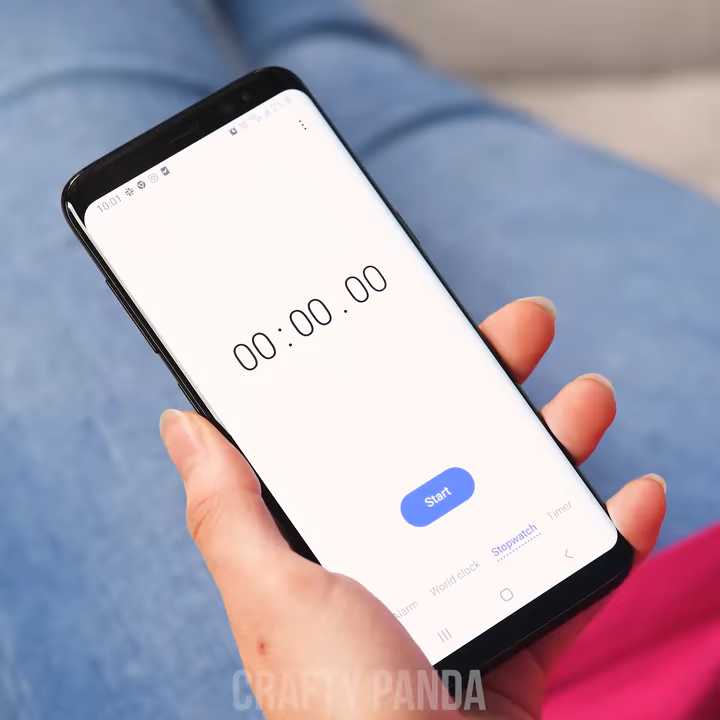 10:01
00:00.00
Start
Alarm World clock Stopwatch Timer
CRAFTY PANDA